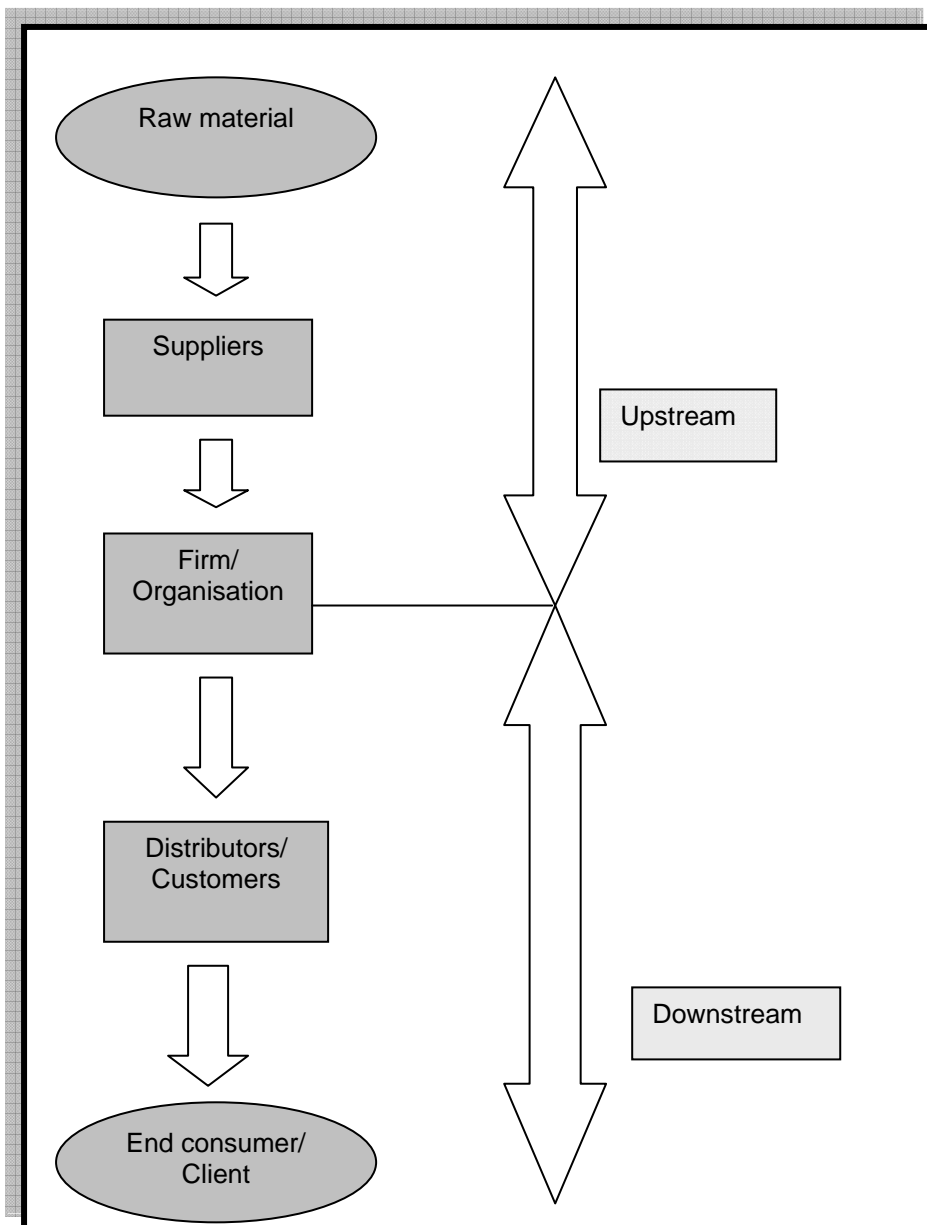 Raw material
Suppliers
Upstream
Firm/
Organisation
Distributors/
Customers
Downstream
End consumer/
Client